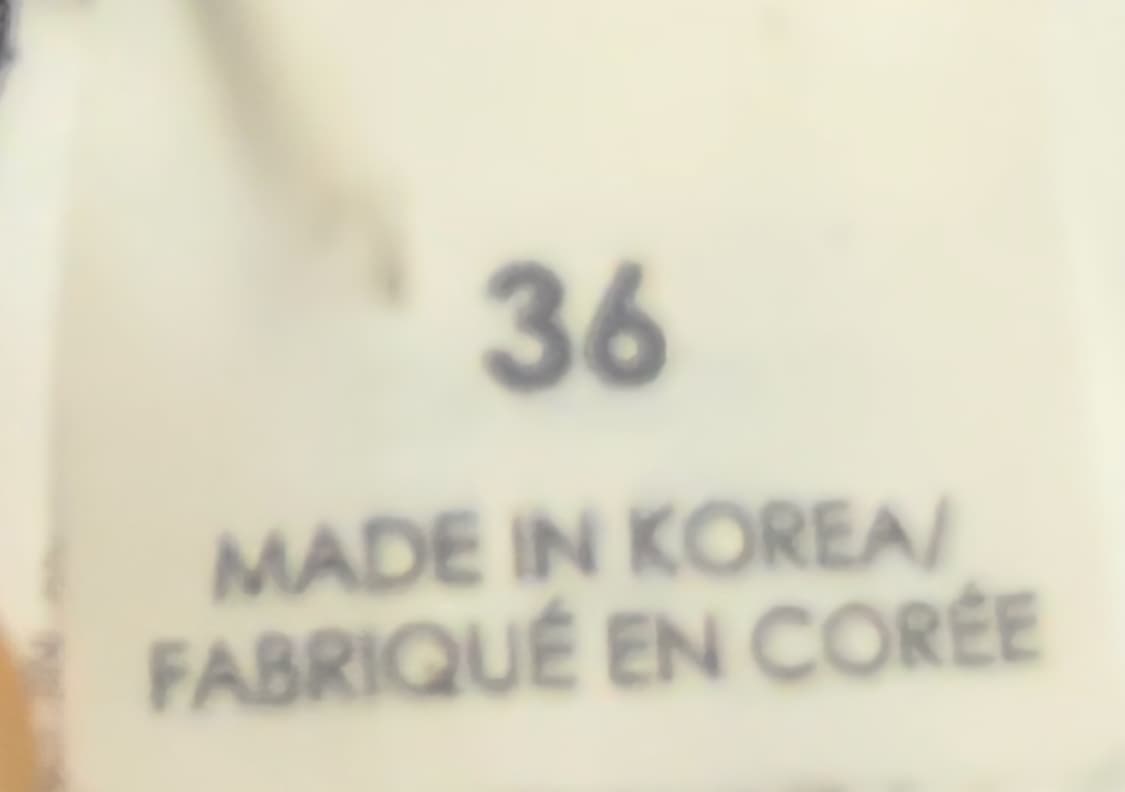 36
MADE IN KOREA/
FABRIQUÉ EN CORÉE